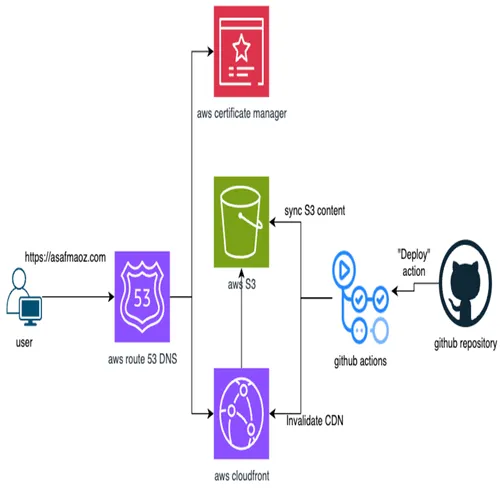 aws certificate manager
sync S3 content
https://asafmaoz.com
"Deploy"
action
53
aws S3
user
aws route 53 DNS
github actions
github repository
Invalidate CDN
aws cloudfront